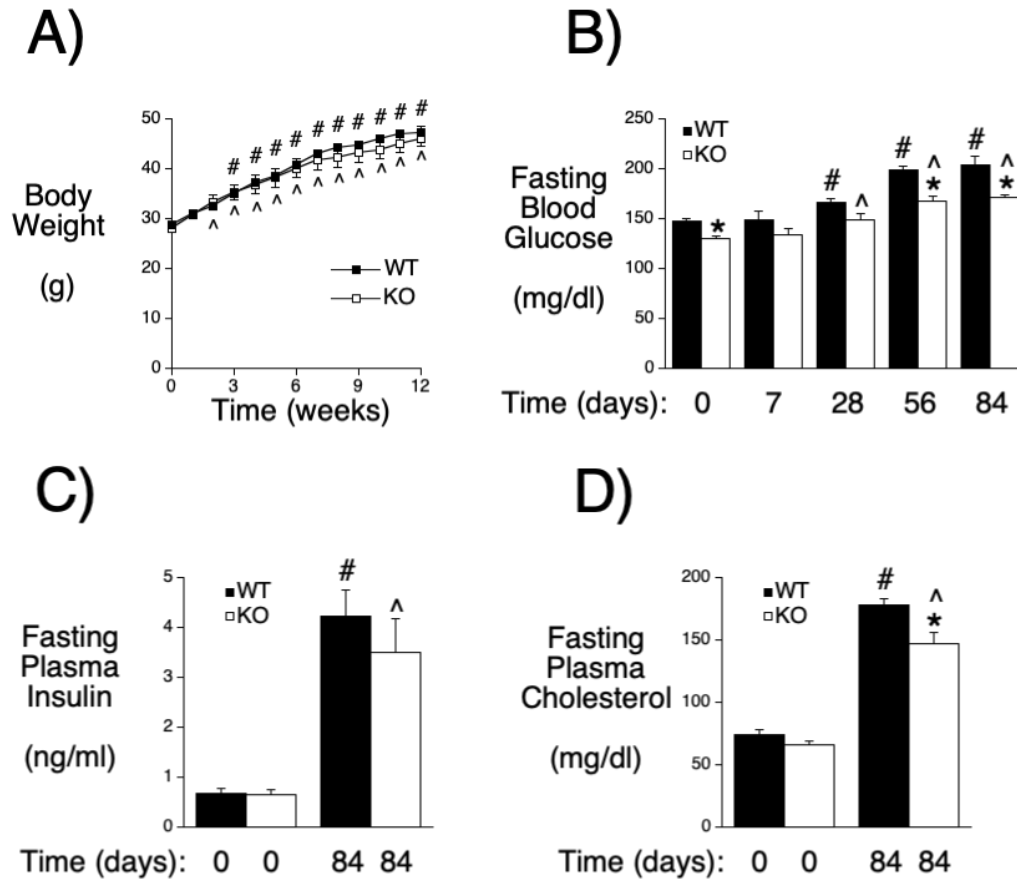 A)
# # # # # # # # # #
50
40
30
20
10
0
^ ^ ^ ^ ^ ^ ^ ^ ^ ^ ^
Body
Weight
(g)
WT
KO
0 3 6 9 12
Time (weeks)
B)
250
200
150
100
50
0
WT
KO
Fasting
Blood
Glucose
(mg/dl)
*
#
^
#
^
*
#
^
*
Time (days): 0 7 28 56 84
C)
5
4
3
2
1
0
WT
KO
#
^
Fasting
Plasma
Insulin
(ng/ml)
Time (days): 0 0 84 84
D)
200
150
100
50
0
WT
KO
#
^
*
Fasting
Plasma
Cholesterol
(mg/dl)
Time (days): 0 0 84 84